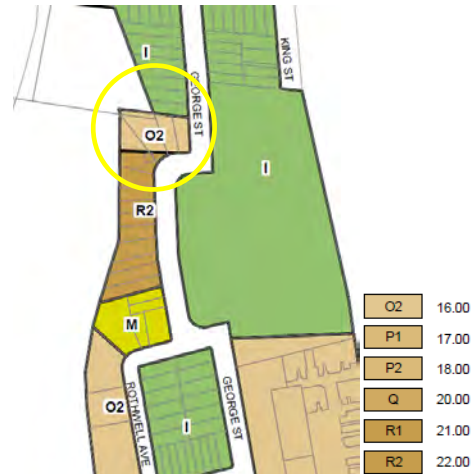 I
GEORGE ST
KING ST
O2
I
R2
M
O2
ROTHWELL AVE
I
GEORGE ST
O2 16.00
P1 17.00
P2 18.00
Q 20.00
R1 21.00
R2 22.00